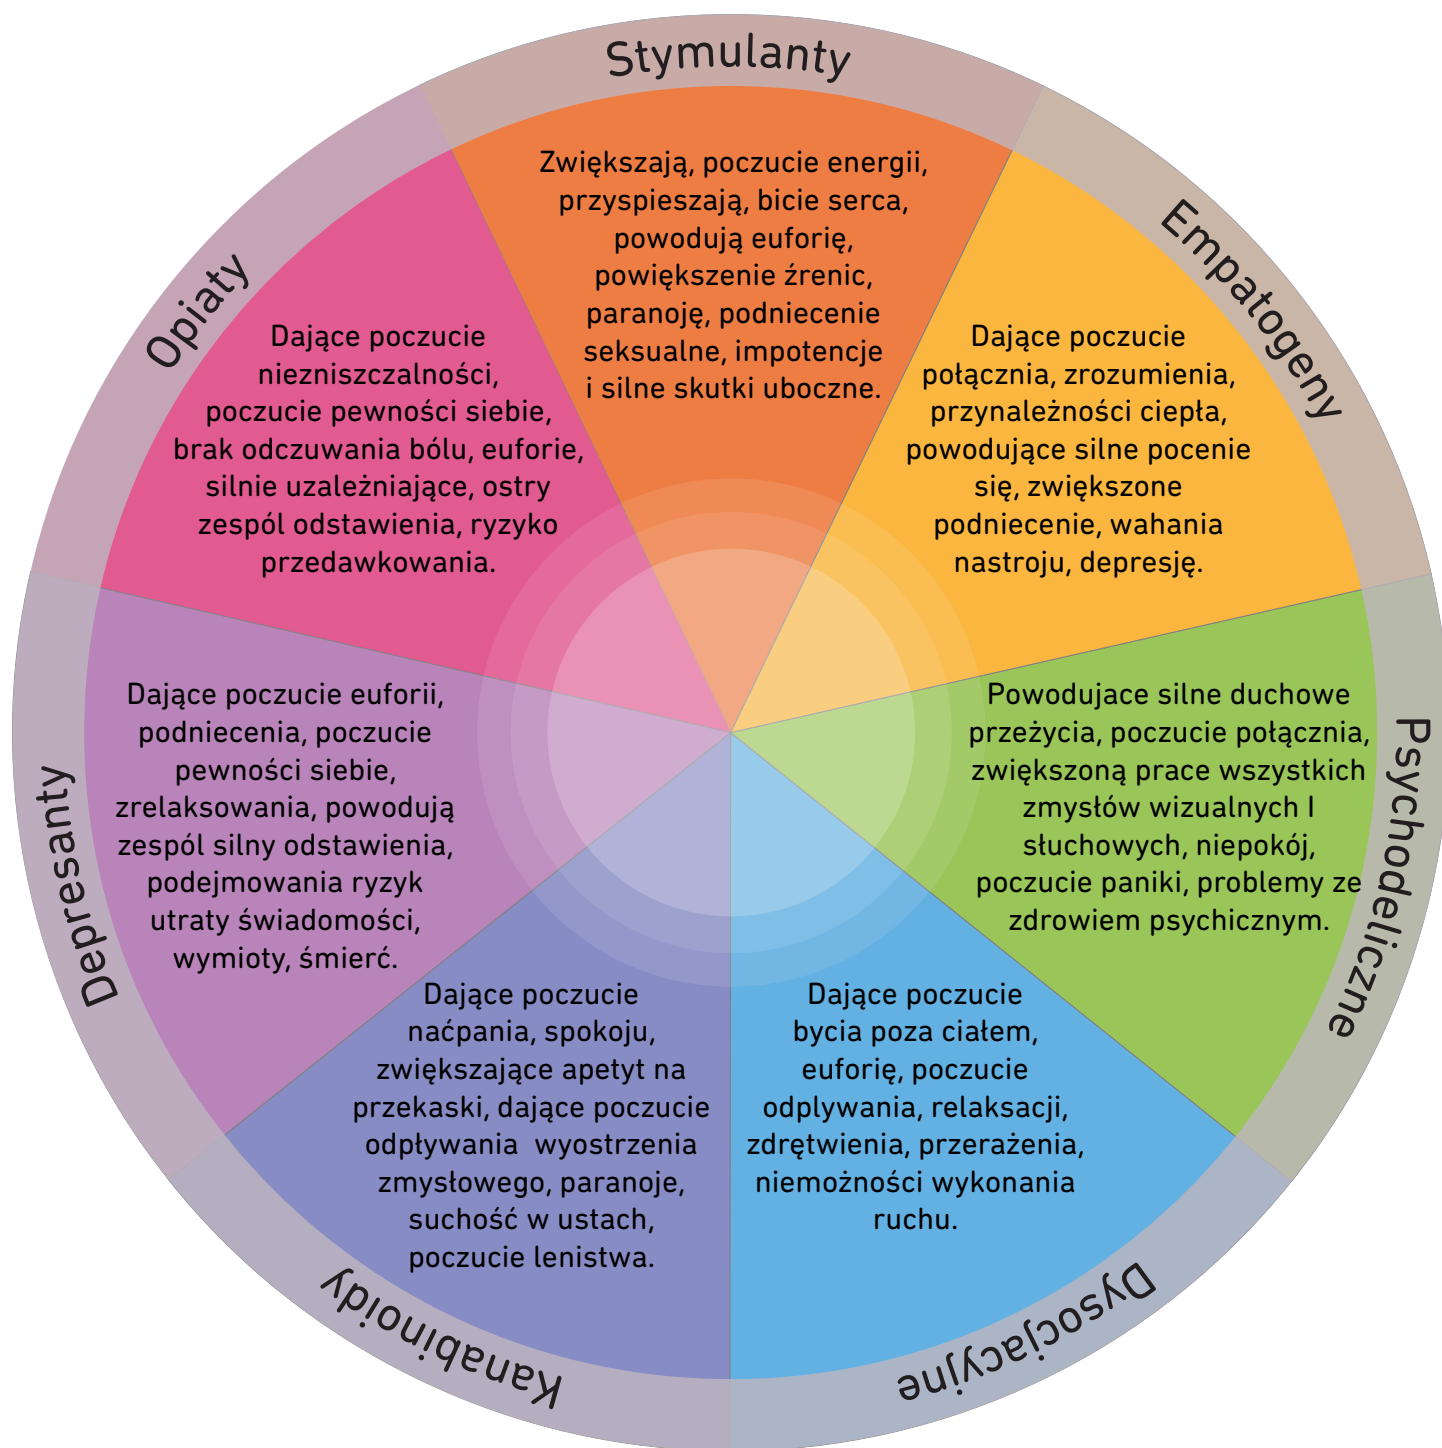 Stymulanty
Zwiększają, poczucie energii,
przyspieszają, bicie serca,
powodują euforię,
powiększenie źrenic,
paranoję, podniecenie
seksualne, impotencje
i silne skutki uboczne.
Empatogeny
Dające poczucie
połącznia, zrozumienia,
przynależności ciepła,
powodujące silne pocenie
się, zwiększone
podniecenie, wahania
nastroju, depresję.
Psychodeliczne
Powodujace silne duchowe
przeżycia, poczucie połącznia,
zwiększoną prace wszystkich
zmysłów wizualnych I
słuchowych, niepokój,
poczucie paniki, problemy ze
zdrowiem psychicznym.
Dysocjacyjne
Dające poczucie
bycia poza ciałem,
euforię, poczucie
odplywania, relaksacji,
zdrętwienia, przerażenia,
niemożności wykonania
ruchu.
Kanabinoidy
Dające poczucie
naćpania, spokoju,
zwiększające apetyt na
przekaski, dające poczucie
odpływania wyostrzenia
zmysłowego, paranoje,
suchość w ustach,
poczucie lenistwa.
Depresanty
Dające poczucie euforii,
podniecenia, poczucie
pewności siebie,
zrelaksowania, powodują
zespól silny odstawienia,
podejmowania ryzyk
utraty świadomości,
wymioty, śmierć.
Opiaty
Dające poczucie
niezniszczalności,
poczucie pewności siebie,
brak odczuwania bólu, euforie,
silnie uzależniające, ostry
zespól odstawienia, ryzyko
przedawkowania.